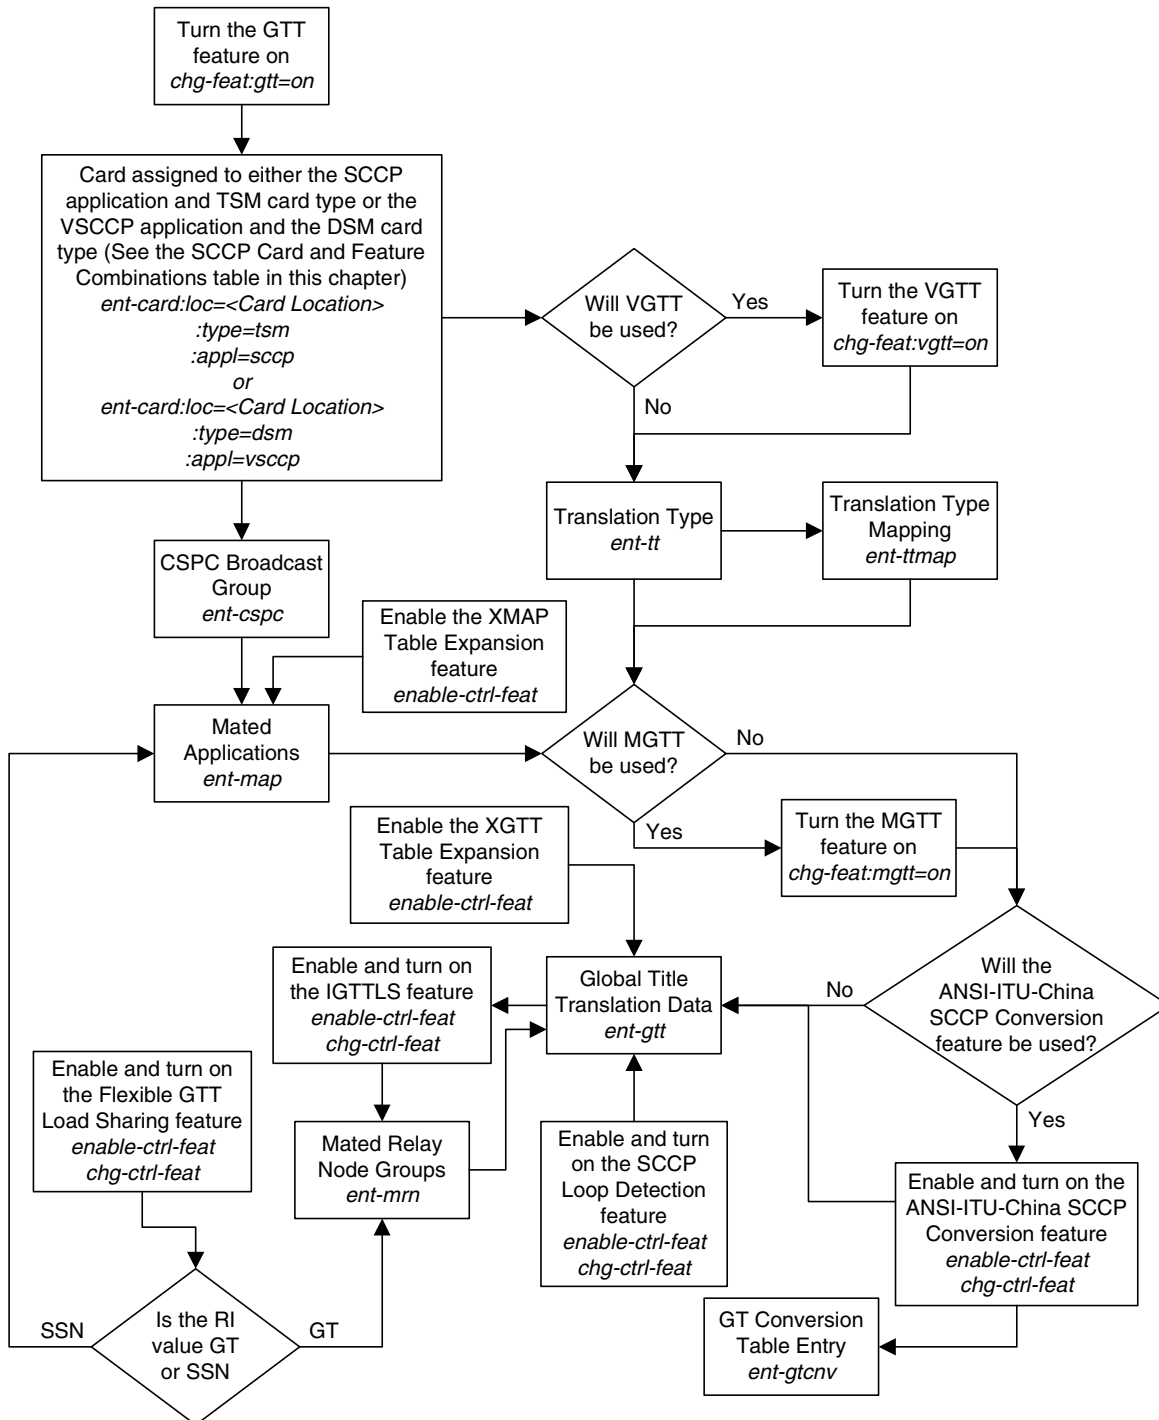 Turn the GTT
feature on
chg-feat:gtt=on
Card assigned to either the SCCP
application and TSM card type or the
VSCCP application and the DSM card
type (See the SCCP Card and Feature
Combinations table in this chapter)
ent-card:loc=<Card Location>
:type=tsm
:appl=sccp
or
ent-card:loc=<Card Location>
:type=dsm
:appl=vsccp
Will VGTT
be used?
Yes
No
Turn the VGTT
feature on
chg-feat:vgtt=on
Translation Type
ent-tt
Translation Type
Mapping
ent-ttmap
CSPC Broadcast
Group
ent-cspc
Enable the XMAP
Table Expansion
feature
enable-ctrl-feat
Mated
Applications
ent-map
Will MGTT
be used?
No
Yes
Turn the MGTT
feature on
chg-feat:mgtt=on
Enable the XGTT
Table Expansion
feature
enable-ctrl-feat
Enable and turn on
the IGTTLS feature
enable-ctrl-feat
chg-ctrl-feat
Global Title
Translation Data
ent-gtt
No
Will the
ANSI-ITU-China
SCCP Conversion
feature be used?
Yes
Enable and turn on
the Flexible GTT
Load Sharing feature
enable-ctrl-feat
chg-ctrl-feat
Mated Relay
Node Groups
ent-mrn
Enable and turn
on the SCCP
Loop Detection
feature
enable-ctrl-feat
chg-ctrl-feat
Enable and turn on the
ANSI-ITU-China SCCP
Conversion feature
enable-ctrl-feat
chg-ctrl-feat
SSN
Is the RI
value GT
or SSN
GT
GT Conversion
Table Entry
ent-gtcnv